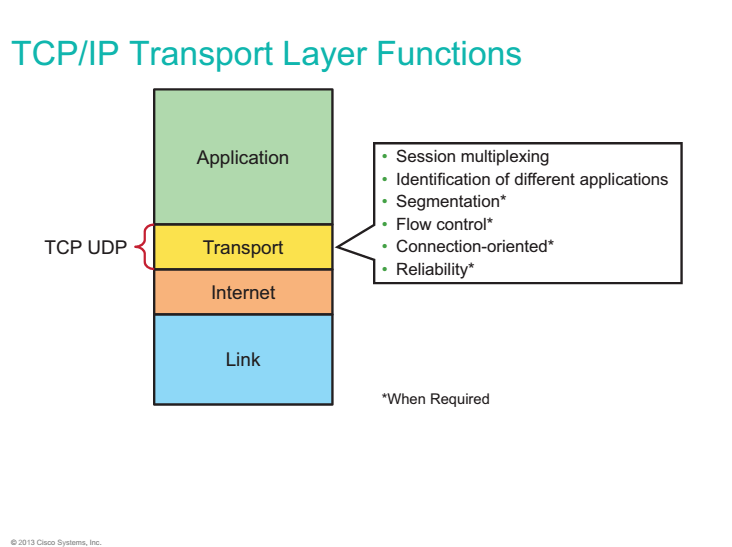 TCP/IP Transport Layer Functions
Application
TCP UDP
Transport
Internet
Link
• Session multiplexing
• Identification of different applications
• Segmentation*
• Flow control*
• Connection-oriented*
• Reliability*
*When Required
© 2013 Cisco Systems, Inc.